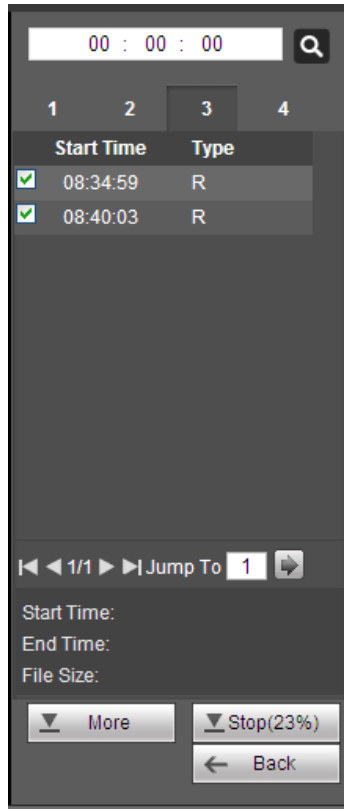 00 : 00 : 00
1 2 3 4
Start Time Type
08:34:59 R
08:40:03 R
1/1 Jump To 1
Start Time:
End Time:
File Size:
More Stop(23%)
Back